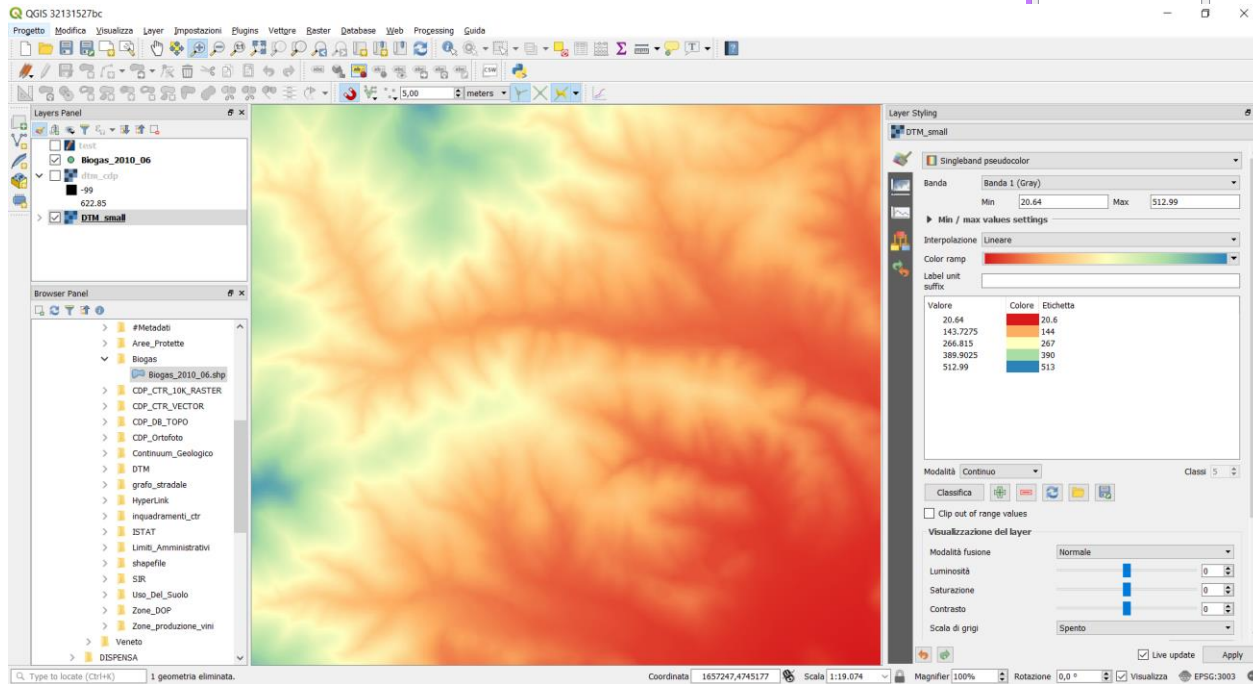 QGIS 32131527bc
Progetto Modifica Visualizza Layer Impostazioni Plugins Vettore Raster Database Web Processing Guida
CSW
5,00 meters
Layers Panel
test
Biogas_2010_06
dtm_cdp
-99
622.85
DTM_small
Browser Panel
#Metadati
Aree_Protette
Biogas
Biogas_2010_06.shp
CDP_CTR_10K_RASTER
CDP_CTR_VECTOR
CDP_DB_TOPO
CDP_Ortofoto
Continuum_Geologico
DTM
grafo_stradale
HyperLink
inquadramenti_ctr
ISTAT
Limiti_Amministrativi
shapefile
SIR
Uso_Del_Suolo
Zone_DOP
Zone_produzione_vini
Veneto
DISPENSA
Layer Styling
DTM_small
Singleband pseudocolor
Banda Banda 1 (Gray)
Min 20.64 Max 512.99
Min / max values settings
Interpolazione Lineare
Color ramp
Label unit
suffix
Valore Colore Etichetta
20.64 20.6
143.7275 144
266.815 267
389.9025 390
512.99 513
Modalità Continuo Classi 5
Classifica
Clip out of range values
Visualizzazione del layer
Modalità fusione Normale
Luminosità 0
Saturazione 0
Contrasto 0
Scala di grigi Spento
Live update Apply
Type to locate (Ctrl+K) 1 geometria eliminata. Coordinata 1657247,4745177 Scala 1:19.074 Magnifier 100% Rotazione 0,0 ° Visualizza EPSG:3003